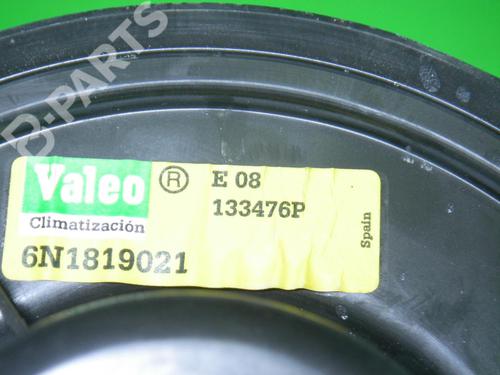 B-PARTS
Valeo ® E 08
Climatización 133476P
6N1819021
Spain